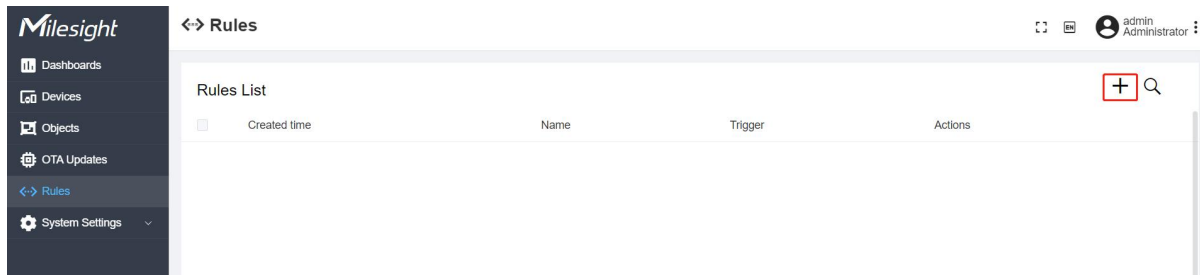 Milesight
Rules
EN
admin
Administrator
Dashboards
Devices
Objects
OTA Updates
Rules
System Settings
Rules List
Created time Name Trigger Actions